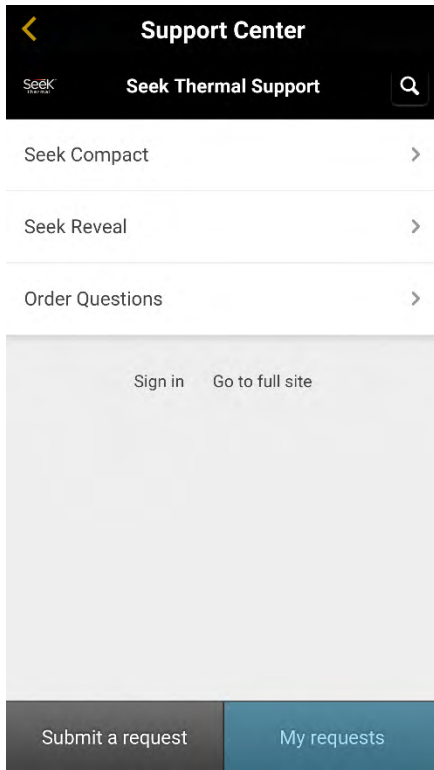 Support Center
Seek thermal Seek Thermal Support
Seek Compact
Seek Reveal
Order Questions
Sign in Go to full site
Submit a request My requests